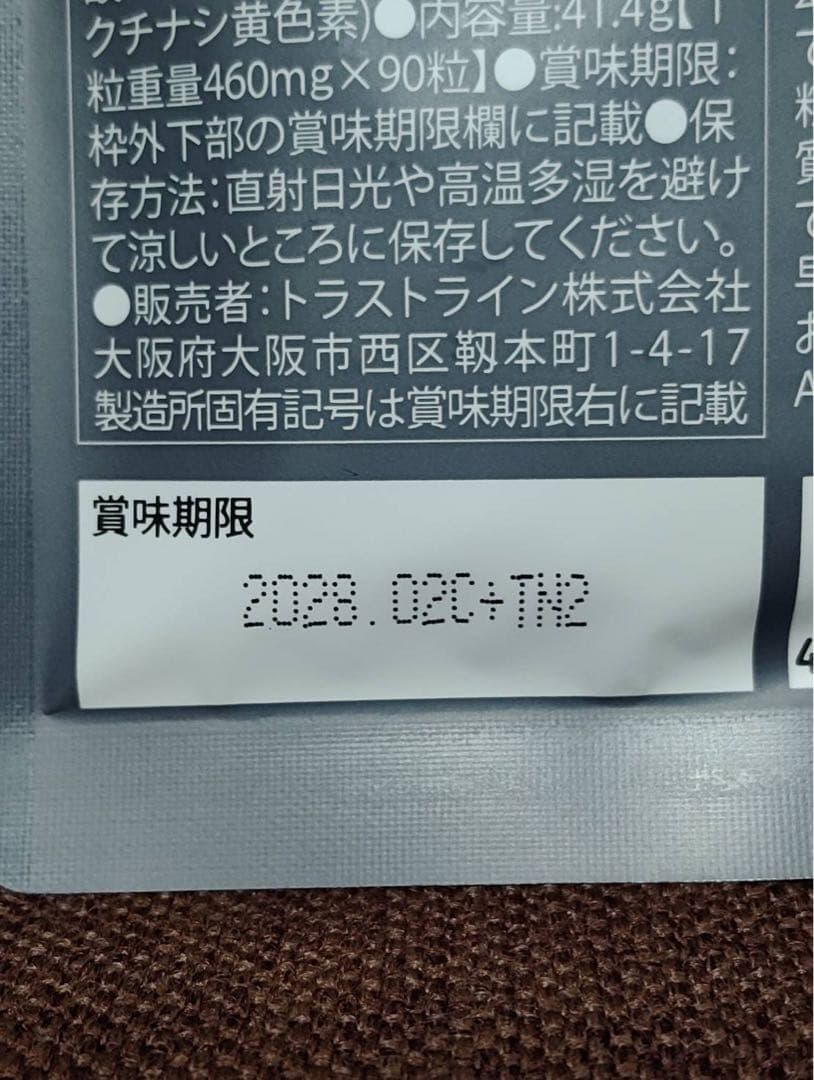 クチナシ黄色素)●内容量:41.4g【1
粒重量460mg×90粒】●賞味期限:
枠外下部の賞味期限欄に記載●保
存方法:直射日光や高温多湿を避け
て涼しいところに保存してください。
●販売者:トラストライン株式会社
大阪府大阪市西区靱本町1-4-17
製造所固有記号は賞味期限右に記載
賞味期限
2028.02C+TN2